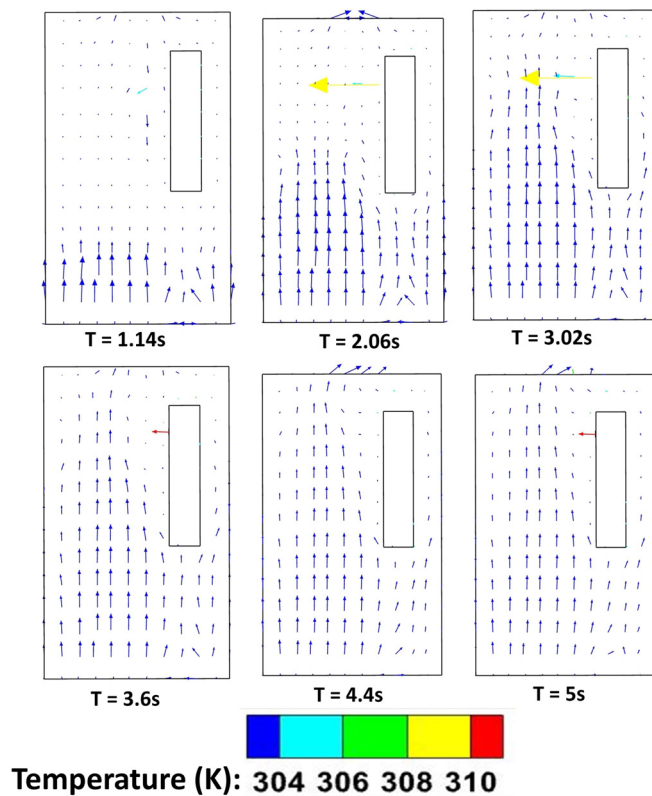 T = 1.14s
T = 2.06s
T = 3.02s
T = 3.6s
T = 4.4s
T = 5s
Temperature (K): 304 306 308 310